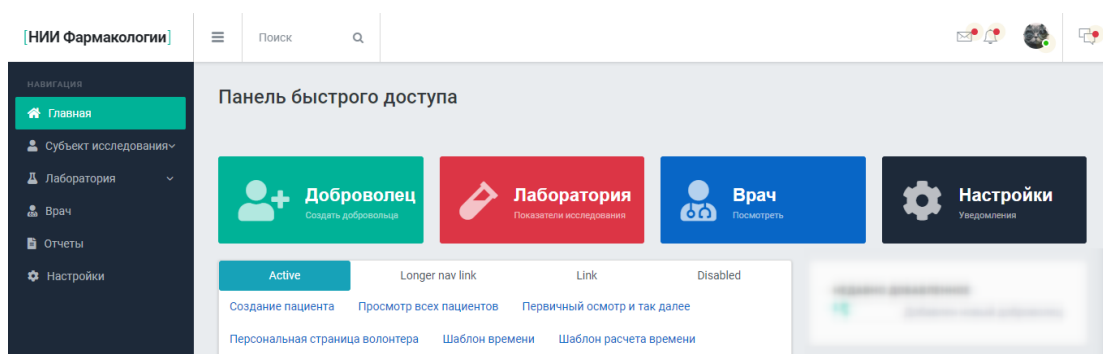 [НИИ Фармакологии]
Поиск
НАВИГАЦИЯ
Главная
Субъект исследования
Лаборатория
Врач
Отчеты
Настройки
Панель быстрого доступа
Доброволец
Создать добровольца
Лаборатория
Показатели исследования
Врач
Посмотреть
Настройки
Уведомления
Active Longer nav link Link Disabled
Создание пациента Просмотр всех пациентов Первичный осмотр и так далее
Персональная страница волонтера Шаблон времени Шаблон расчета времени